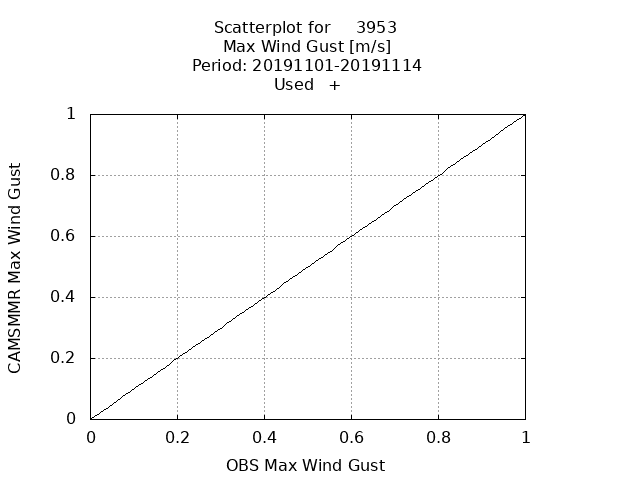 Scatterplot for     3953
Max Wind Gust [m/s]
Period: 20191101-20191114
Used   +
1
0.8
0.6
0.4
0.2
0
0 0.2 0.4 0.6 0.8 1
CAMSMMR Max Wind Gust
OBS Max Wind Gust